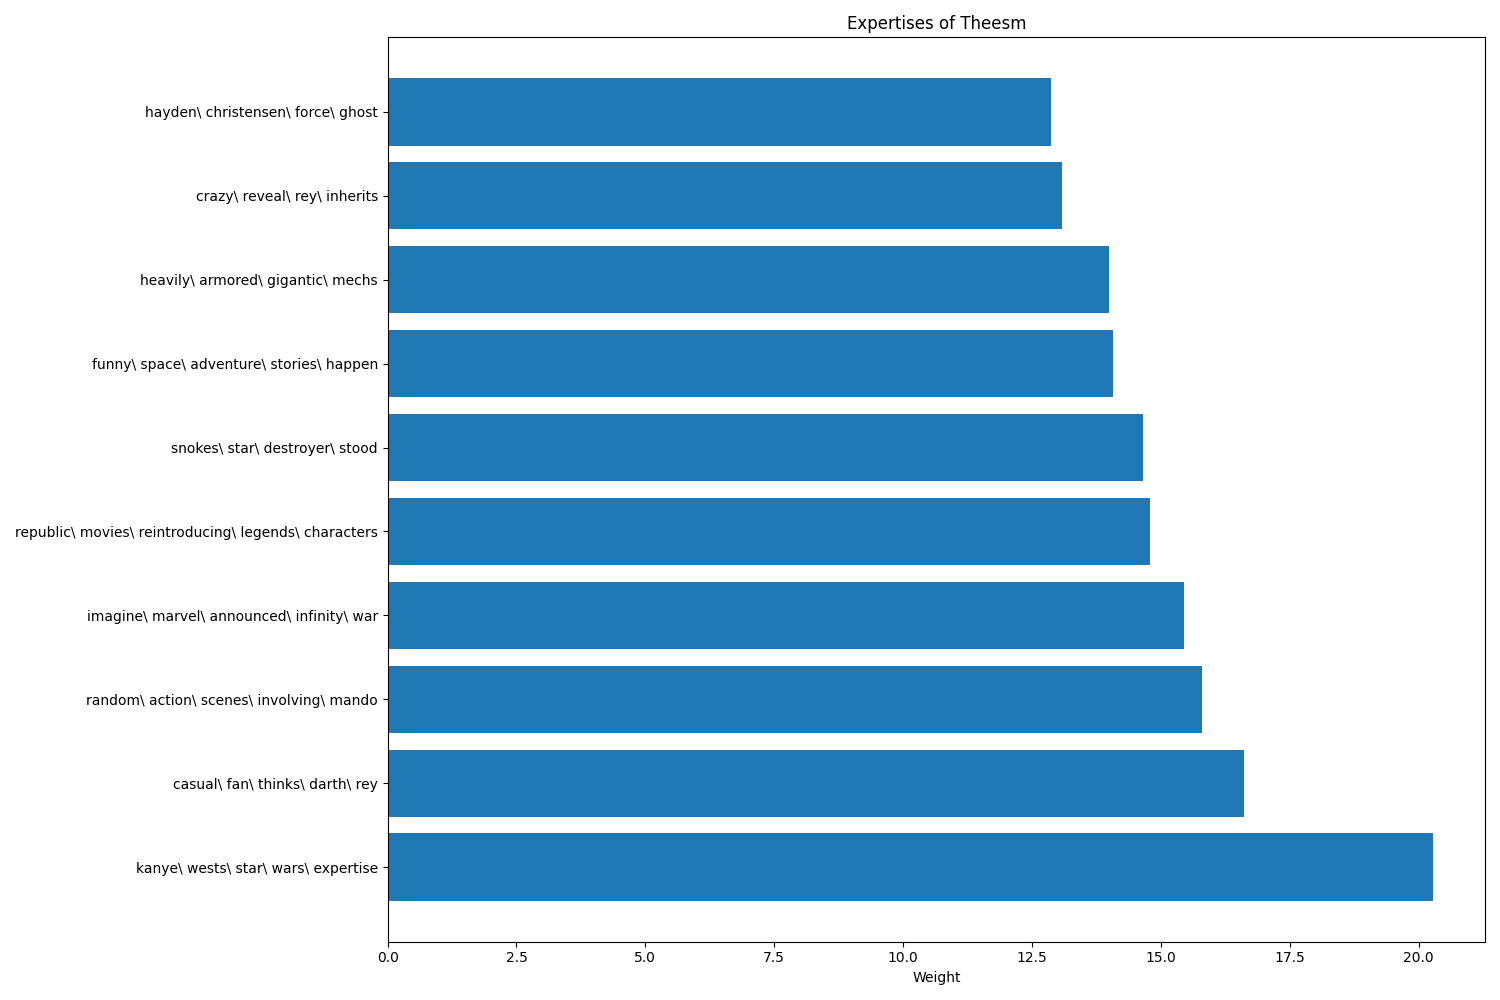 Expertises of Theesm
hayden\ christensen\ force\ ghost
crazy\ reveal\ rey\ inherits
heavily\ armored\ gigantic\ mechs
funny\ space\ adventure\ stories\ happen
snokes\ star\ destroyer\ stood
republic\ movies\ reintroducing\ legends\ characters
imagine\ marvel\ announced\ infinity\ war
random\ action\ scenes\ involving\ mando
casual\ fan\ thinks\ darth\ rey
kanye\ wests\ star\ wars\ expertise
0.0 2.5 5.0 7.5 10.0 12.5 15.0 17.5 20.0
Weight